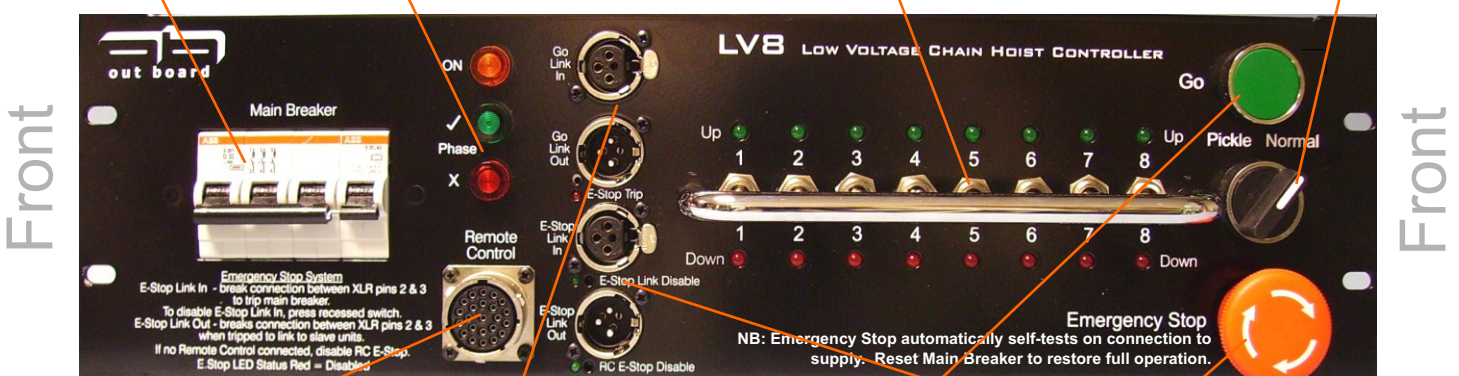 Front
out board
Main Breaker
ABB
ABB
Emergency Stop System
E-Stop Link In - break connection between XLR pins 2 & 3
to trip main breaker.
To disable E-Stop Link In, press recessed switch.
E-Stop Link Out - breaks connection between XLR pins 2 & 3
when tripped to link to slave units.
If no Remote Control connected, disable RC E-Stop.
E.Stop LED Status Red = Disabled
ON
✓
Phase
X
Remote
Control
Go
Link
In
Go
Link
Out
E-Stop Trip
E-Stop
Link
In
E-Stop Link Disable
E-Stop
Link
Out
RC E-Stop Disable
LV8 LOW VOLTAGE CHAIN HOIST CONTROLLER
Up Up
1 2 3 4 5 6 7 8
1 2 3 4 5 6 7 8
Down Down
Go
Pickle Normal
Emergency Stop
NB: Emergency Stop automatically self-tests on connection to
supply. Reset Main Breaker to restore full operation.
Front